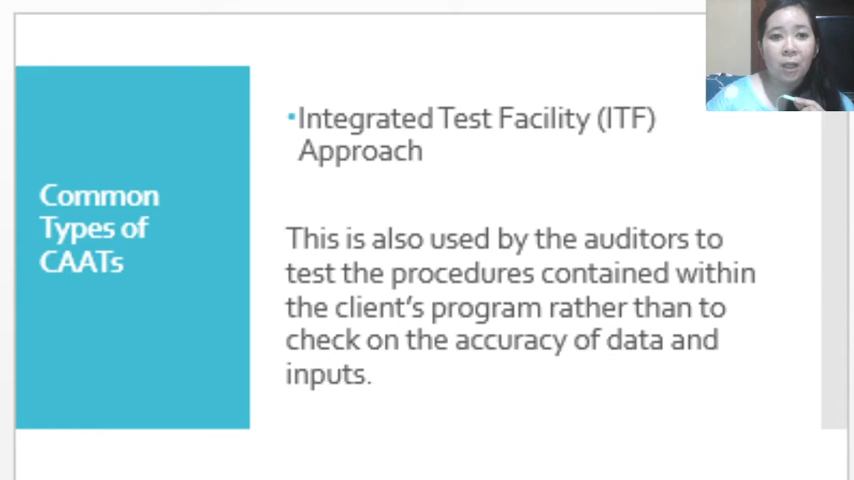 Common
Types of
CAATs
•Integrated Test Facility (ITF)
Approach
This is also used by the auditors to
test the procedures contained within
the client's program rather than to
check on the accuracy of data and
inputs.